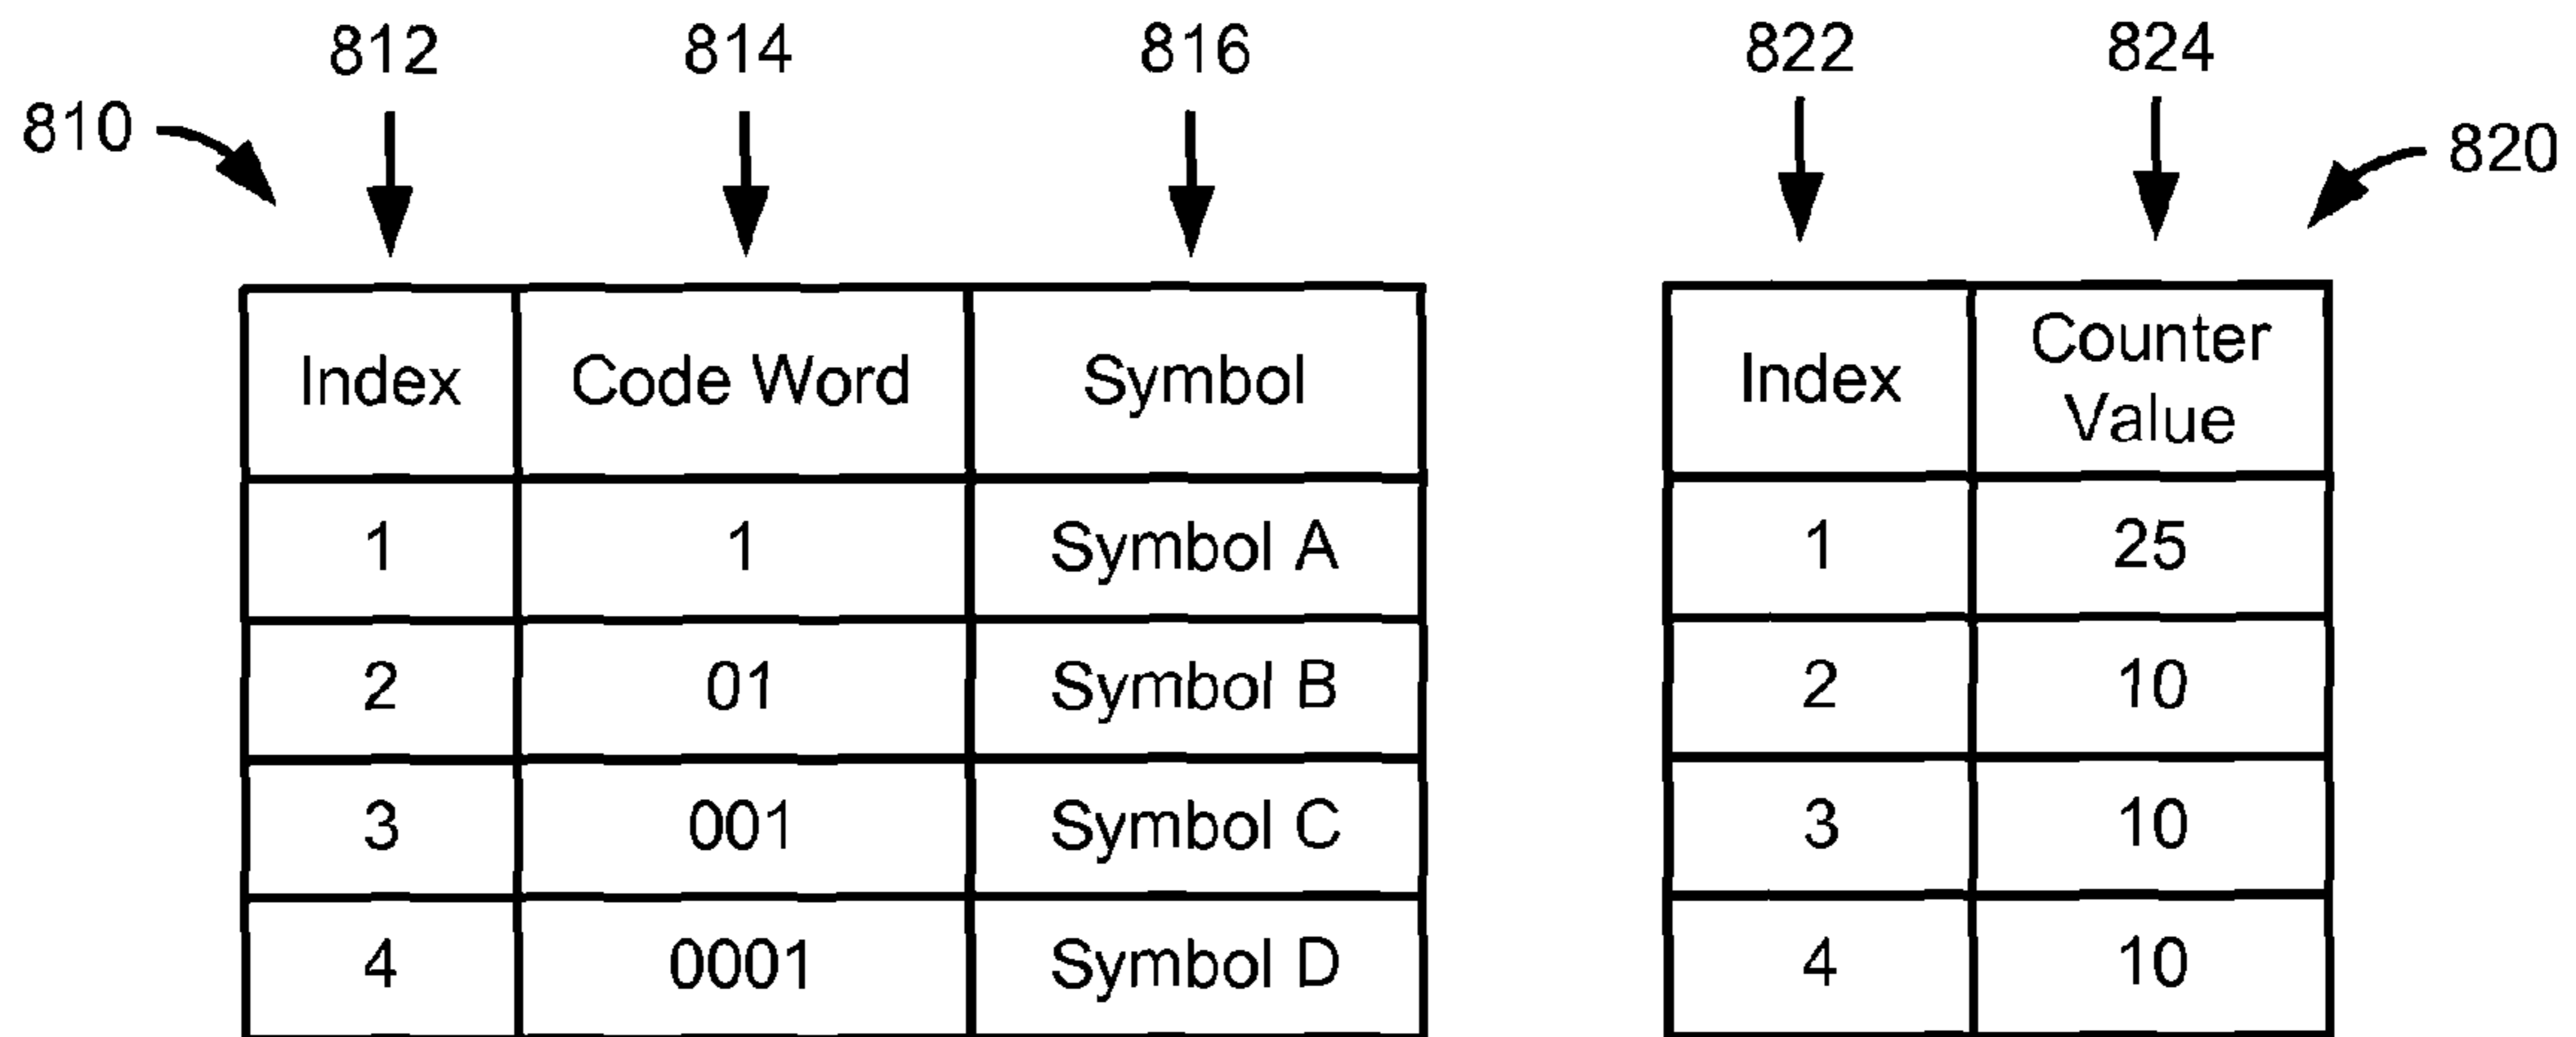 812 814 816 822 824
810 820
Index Code Word Symbol Index Counter Value
1 1 Symbol A 1 25
2 01 Symbol B 2 10
3 001 Symbol C 3 10
4 0001 Symbol D 4 10